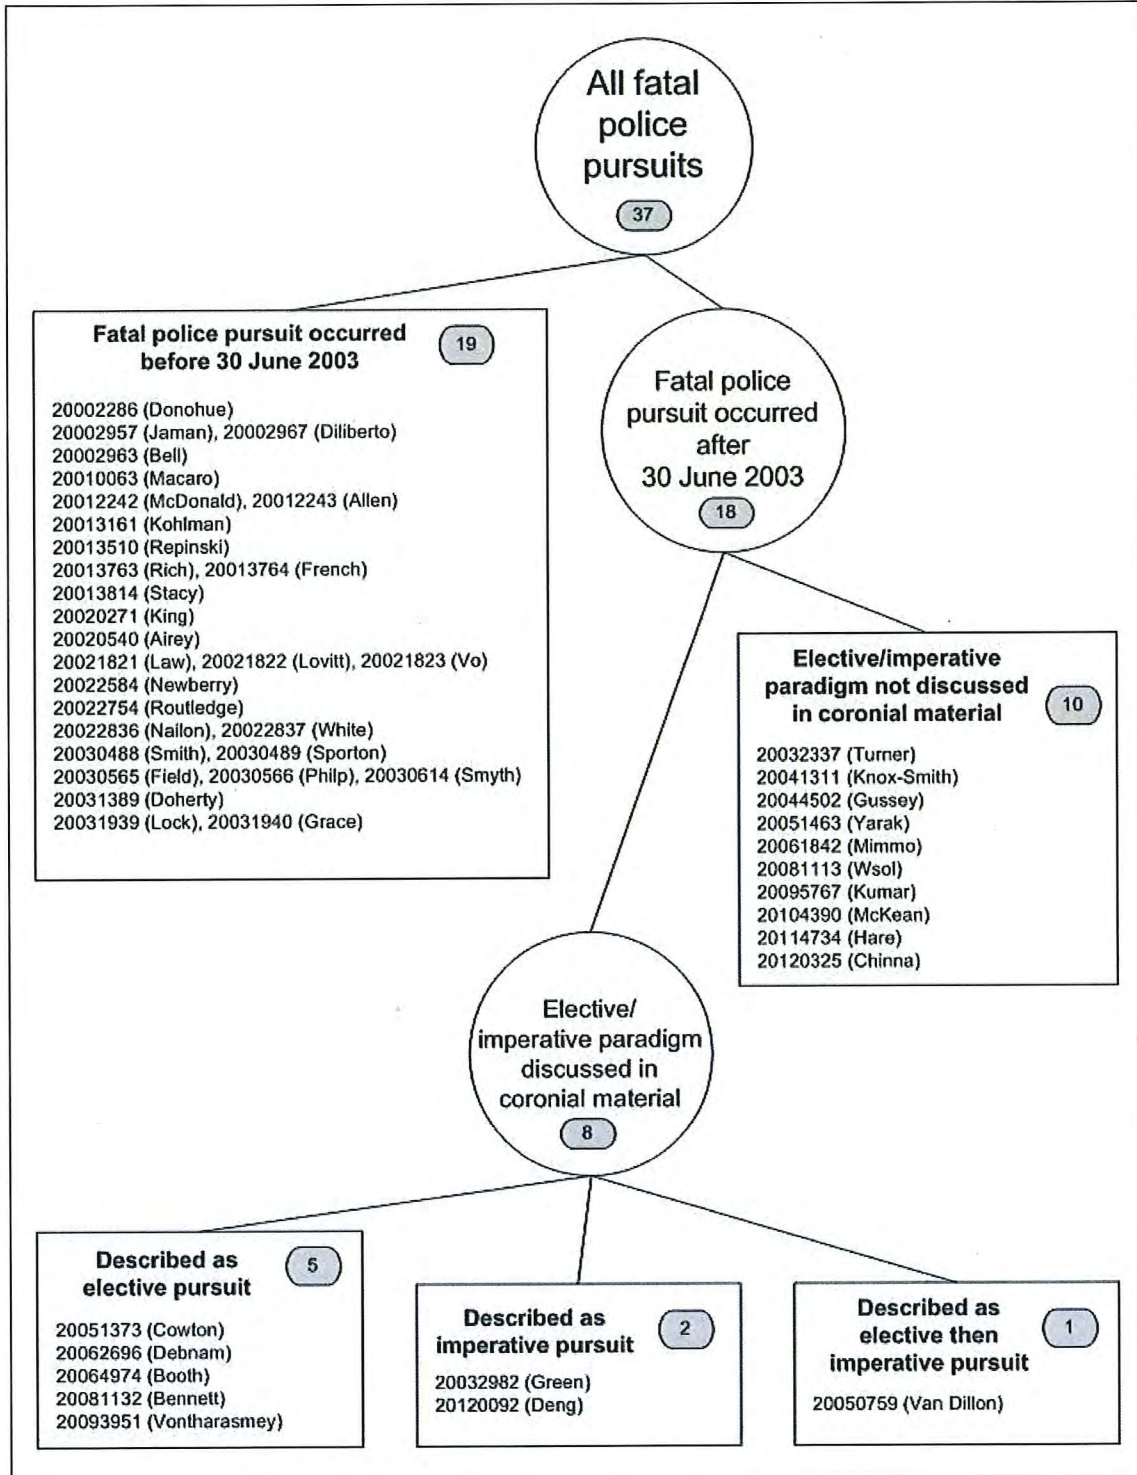 All fatal
police
pursuits
37
Fatal police pursuit occurred
before 30 June 2003
19
20002286 (Donohue)
20002957 (Jaman), 20002967 (Diliberto)
20002963 (Bell)
20010063 (Macaro)
20012242 (McDonald), 20012243 (Allen)
20013161 (Kohlman)
20013510 (Repinski)
20013763 (Rich), 20013764 (French)
20013814 (Stacy)
20020271 (King)
20020540 (Airey)
20021821 (Law), 20021822 (Lovitt), 20021823 (Vo)
20022584 (Newberry)
20022754 (Routledge)
20022836 (Nailon), 20022837 (White)
20030488 (Smith), 20030489 (Sporton)
20030565 (Field), 20030566 (Philp), 20030614 (Smyth)
20031389 (Doherty)
20031939 (Lock), 20031940 (Grace)
Fatal police
pursuit occurred
after
30 June 2003
18
Elective/imperative
paradigm not discussed
in coronial material
10
20032337 (Turner)
20041311 (Knox-Smith)
20044502 (Gussey)
20051463 (Yarak)
20061842 (Mimmo)
20081113 (Wsol)
20095767 (Kumar)
20104390 (McKean)
20114734 (Hare)
20120325 (Chinna)
Elective/
imperative paradigm
discussed in
coronial material
8
Described as
elective pursuit
5
20051373 (Cowton)
20062696 (Debnam)
20064974 (Booth)
20081132 (Bennett)
20093951 (Vontharasmey)
Described as
imperative pursuit
2
20032982 (Green)
20120092 (Deng)
Described as
elective then
imperative pursuit
1
20050759 (Van Dillon)